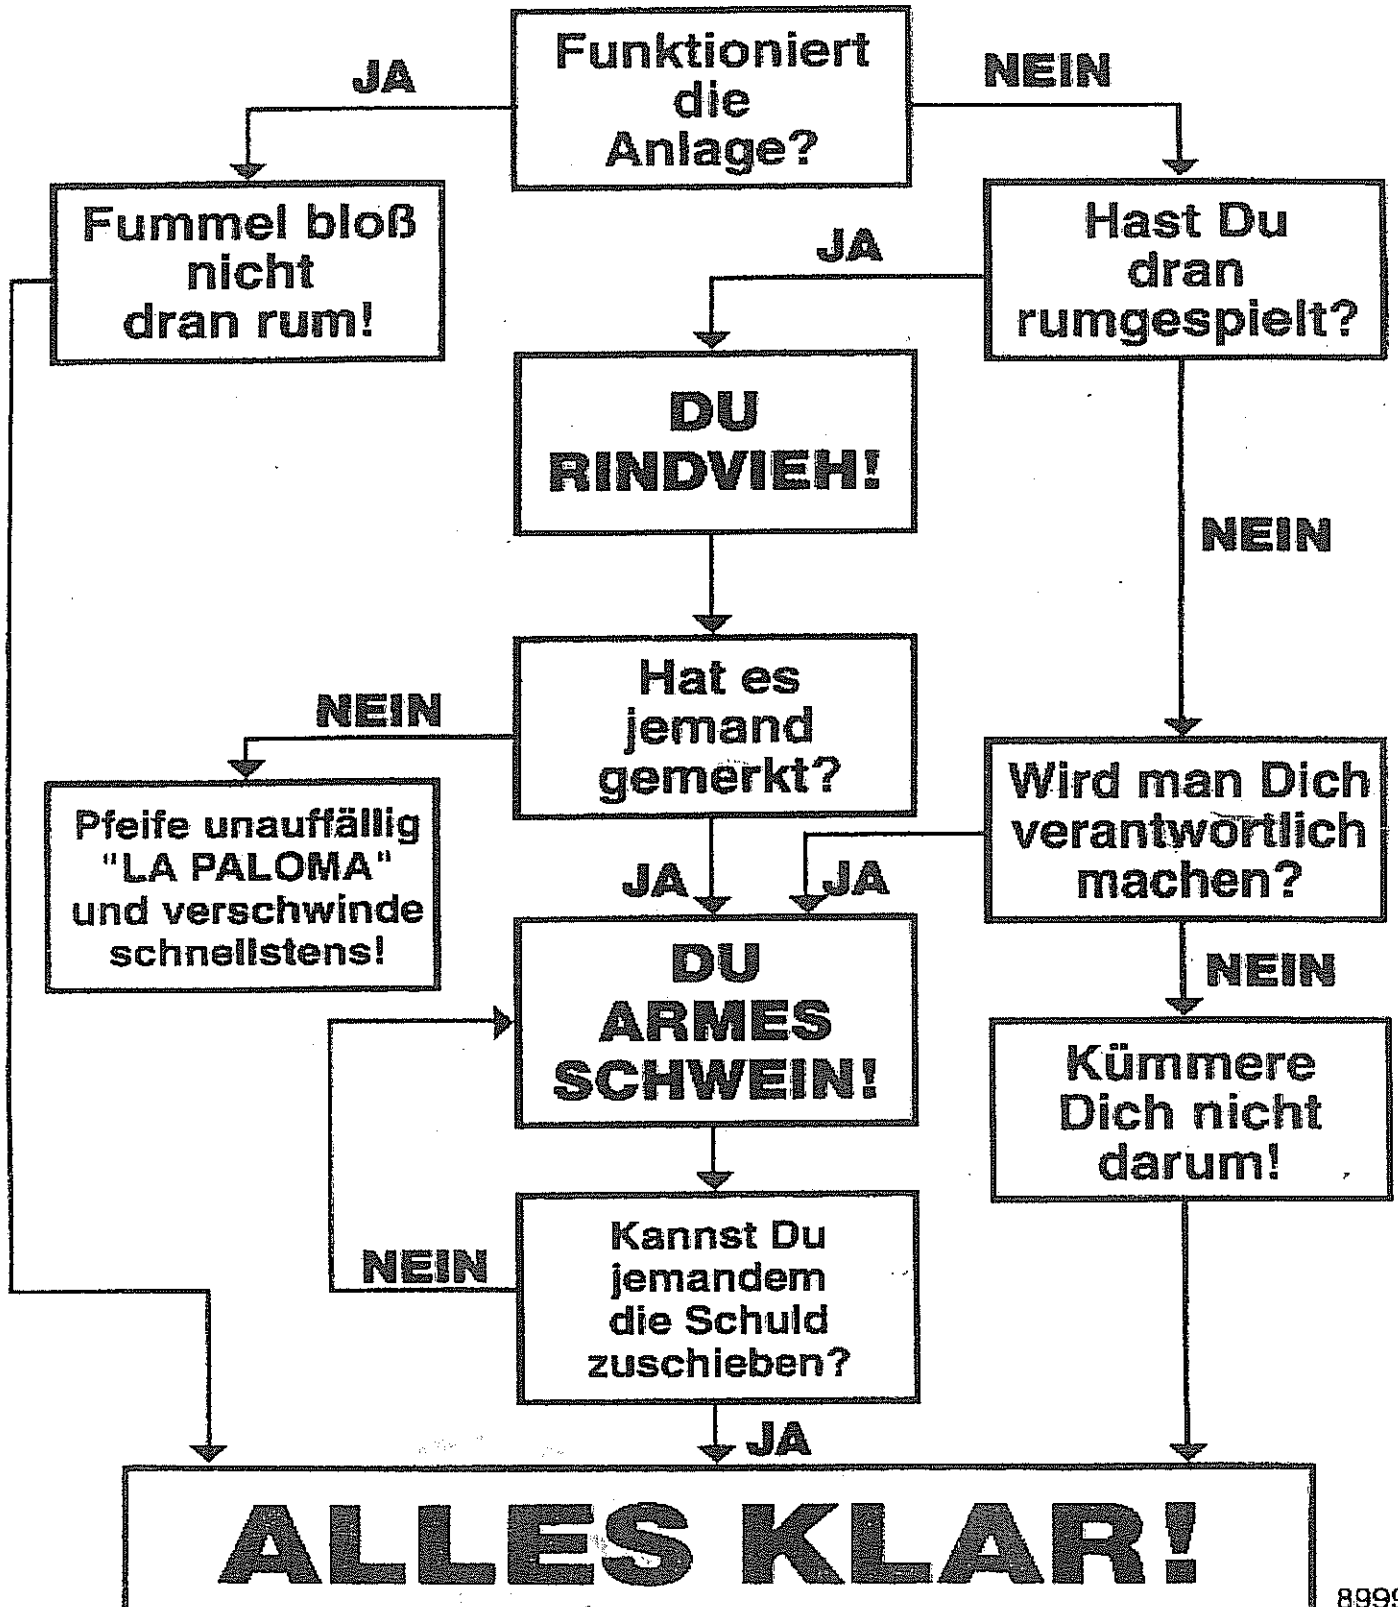 Funktioniert
die
Anlage?
JA
NEIN
Fummel bloß
nicht
dran rum!
Hast Du
dran
rumgespielt?
JA
DU
RINDVIEH!
NEIN
Hat es
jemand
gemerkt?
NEIN
Pfeife unauffällig
"LA PALOMA"
und verschwinde
schnellstens!
Wird man Dich
verantwortlich
machen?
JA
JA
NEIN
DU
ARMES
SCHWEIN!
Kümmere
Dich nicht
darum!
Kannst Du
jemandem
die Schuld
zuschieben?
NEIN
JA
ALLES KLAR!
8999